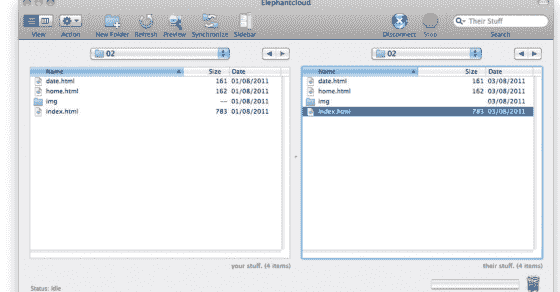 Elephantcloud
View Action New Folder Refresh Preview Synchronize Sidebar Disconnect Stop Search
Their Stuff
02 02
Name Size Date Name Size Date
date.html 161 01/08/2011 date.html 161 03/08/2011
home.html 162 01/08/2011 home.html 162 03/08/2011
img -- 01/08/2011 img 03/08/2011
index.html 783 01/08/2011 index.html 783 03/08/2011
your stuff. (4 items) their stuff. (4 items)
Status: Idle